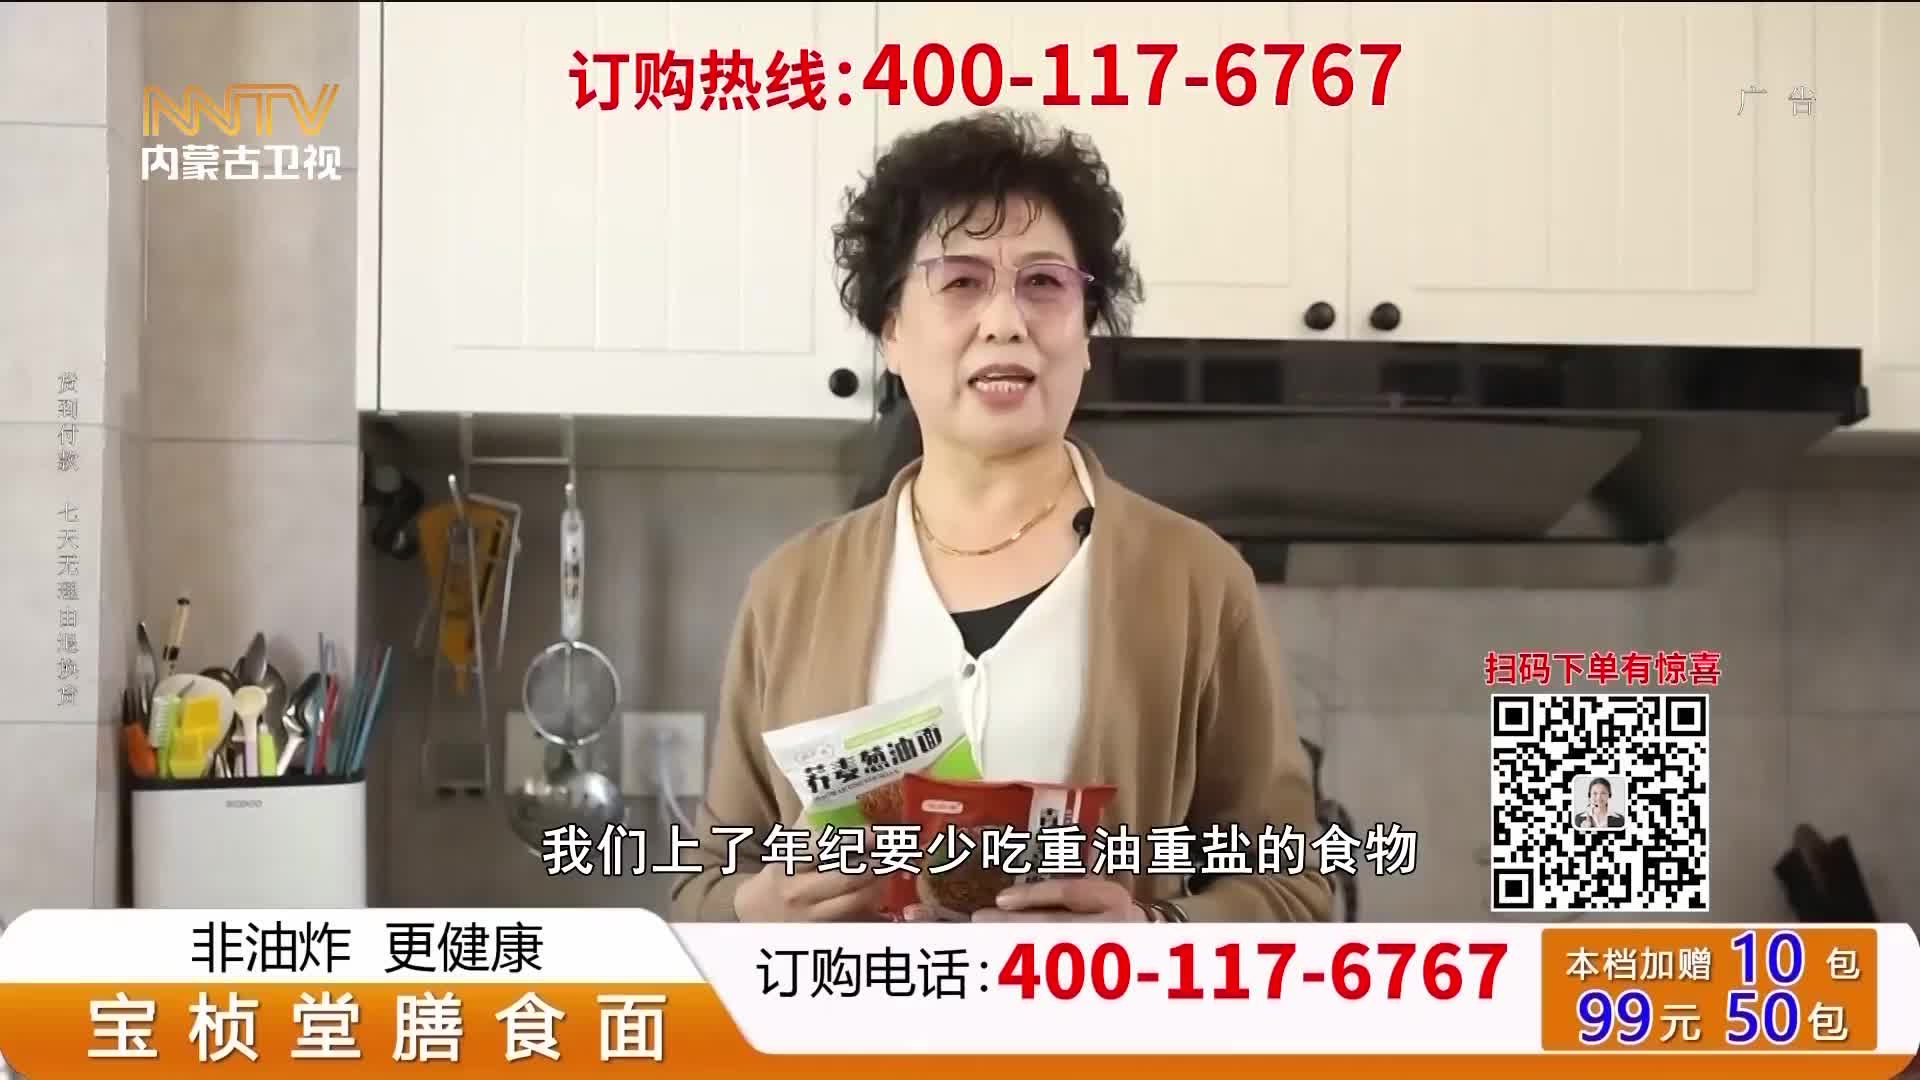 订购热线:400-117-6767
NNTV
内蒙古卫视
广告
货到付款 七天无理由退换货
扫码下单有惊喜
荞麦葱油面
我们上了年纪要少吃重油重盐的食物
非油炸 更健康
宝桢堂膳食面
订购电话:400-117-6767
本档加赠 10 包
99元 50包